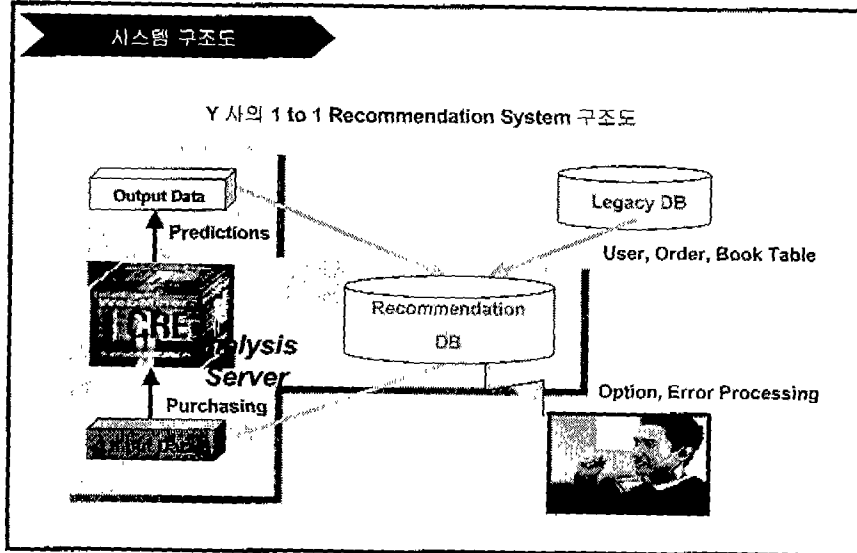 시스템 구조도
Y 사의 1 to 1 Recommendation System 구조도
Output Data
Legacy DB
Predictions
User, Order, Book Table
Recommendation
DB
Server
Option, Error Processing
Purchasing